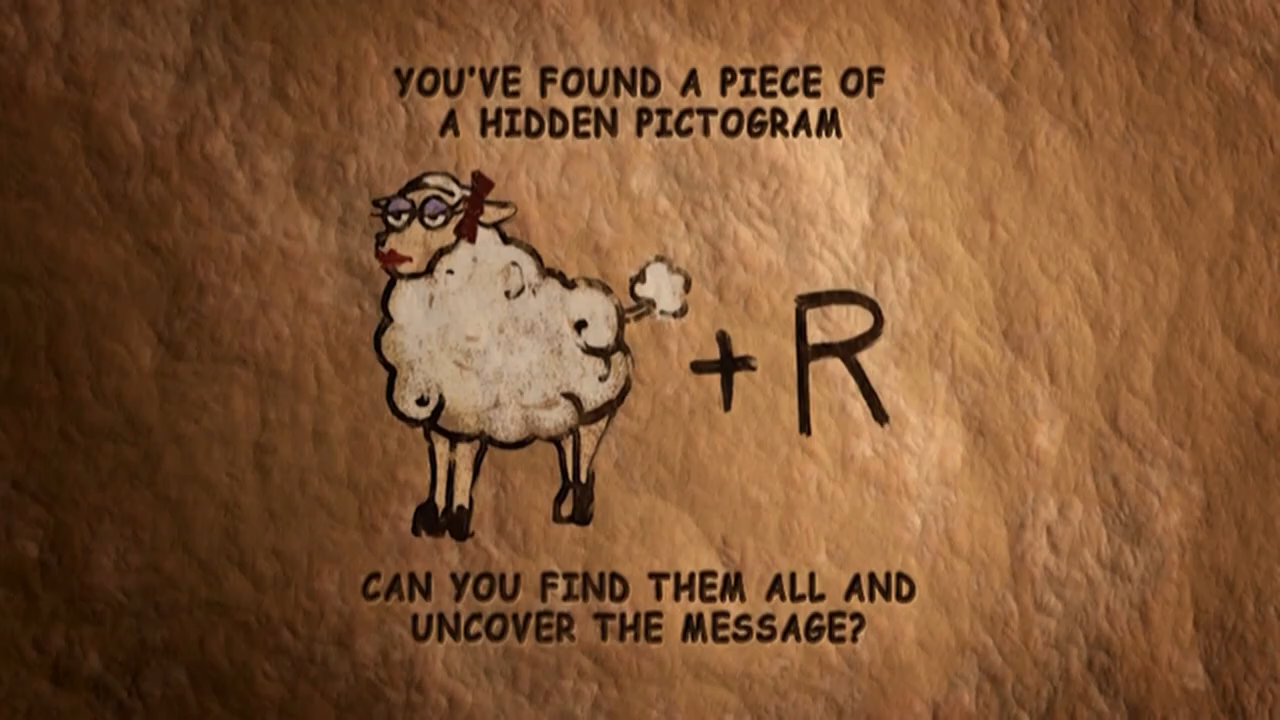 YOU'VE FOUND A PIECE OF
A HIDDEN PICTOGRAM
+ R
CAN YOU FIND THEM ALL AND
UNCOVER THE MESSAGE?